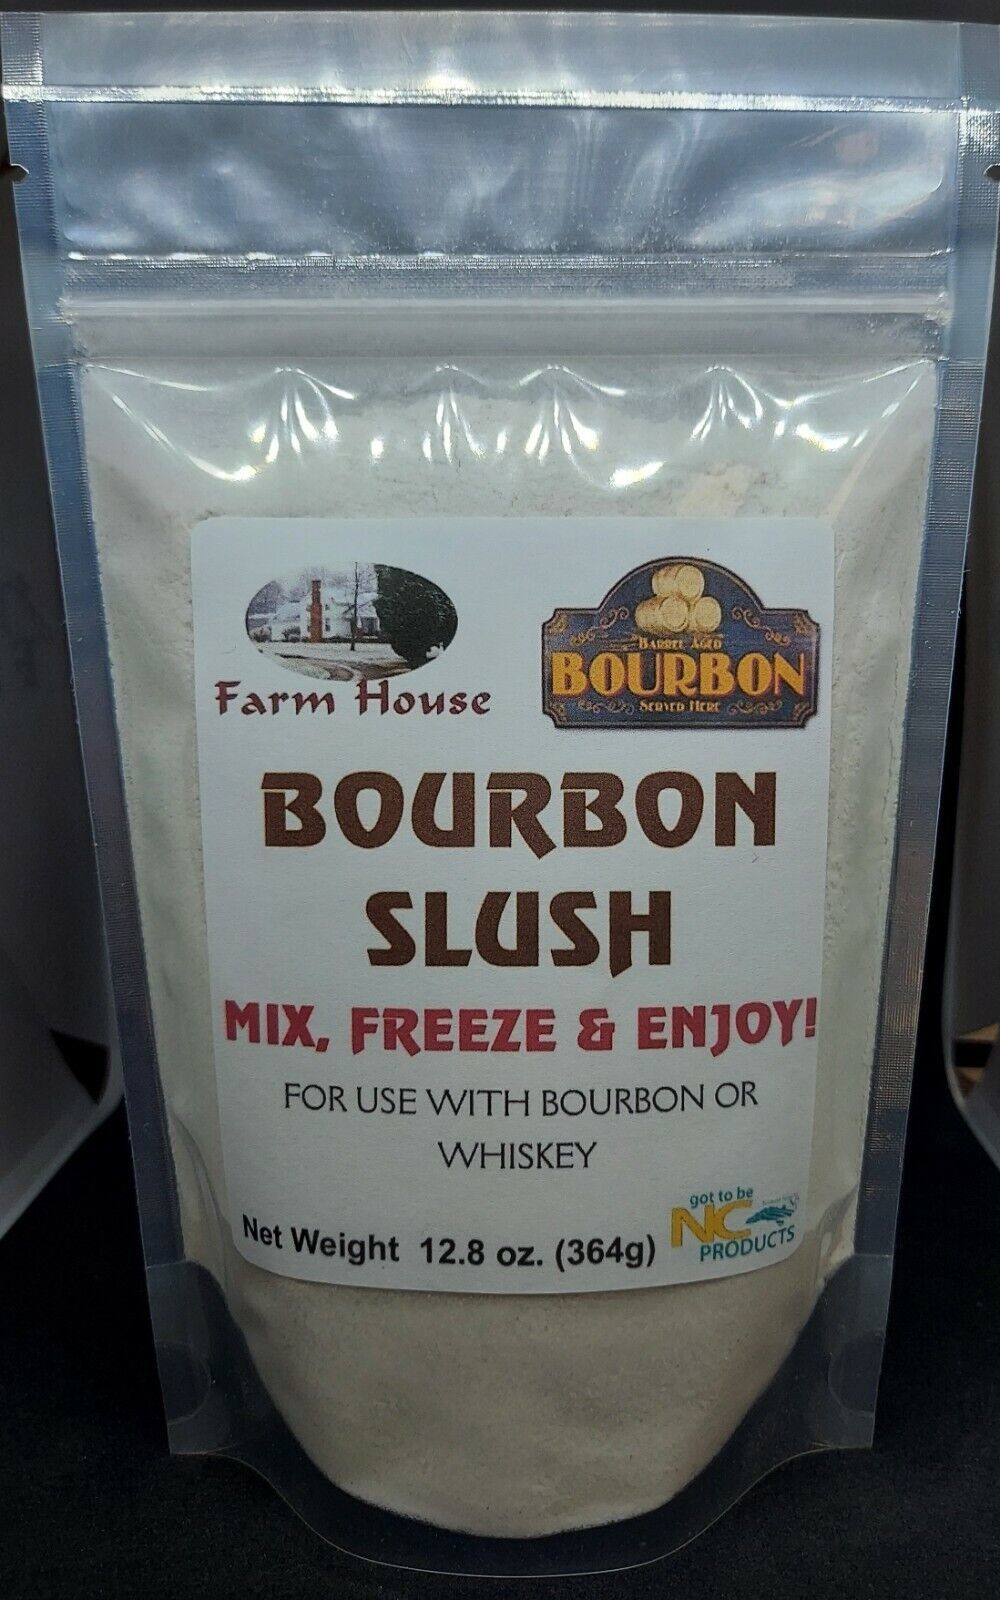 Farm House
BARREL AGED
BOURBON
SERVED HERE
BOURBON
SLUSH
MIX, FREEZE & ENJOY!
FOR USE WITH BOURBON OR
WHISKEY
Net Weight 12.8 oz. (364g)
got to be
NC
PRODUCTS